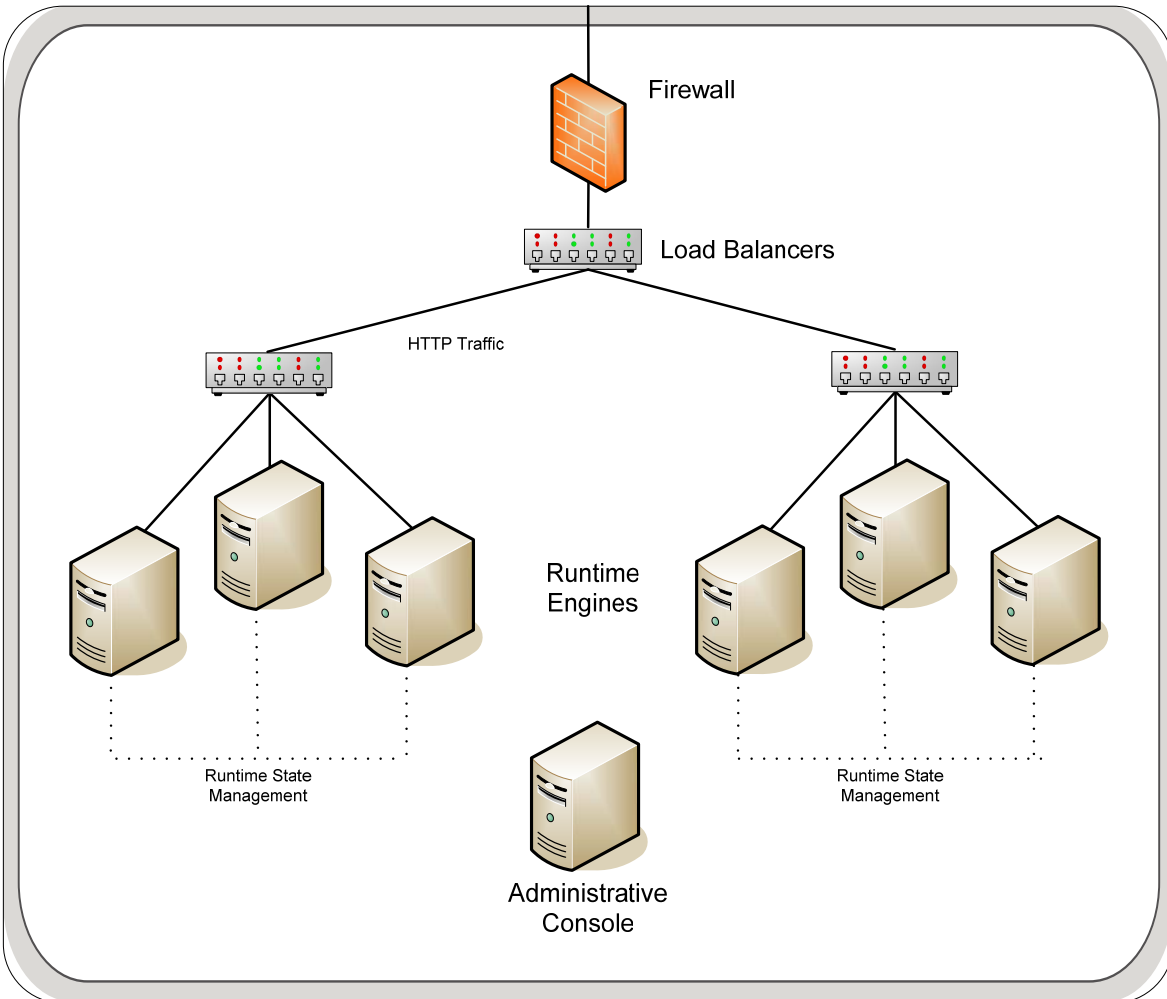 Firewall
Load Balancers
HTTP Traffic
Runtime
Engines
Runtime State
Management
Runtime State
Management
Administrative
Console